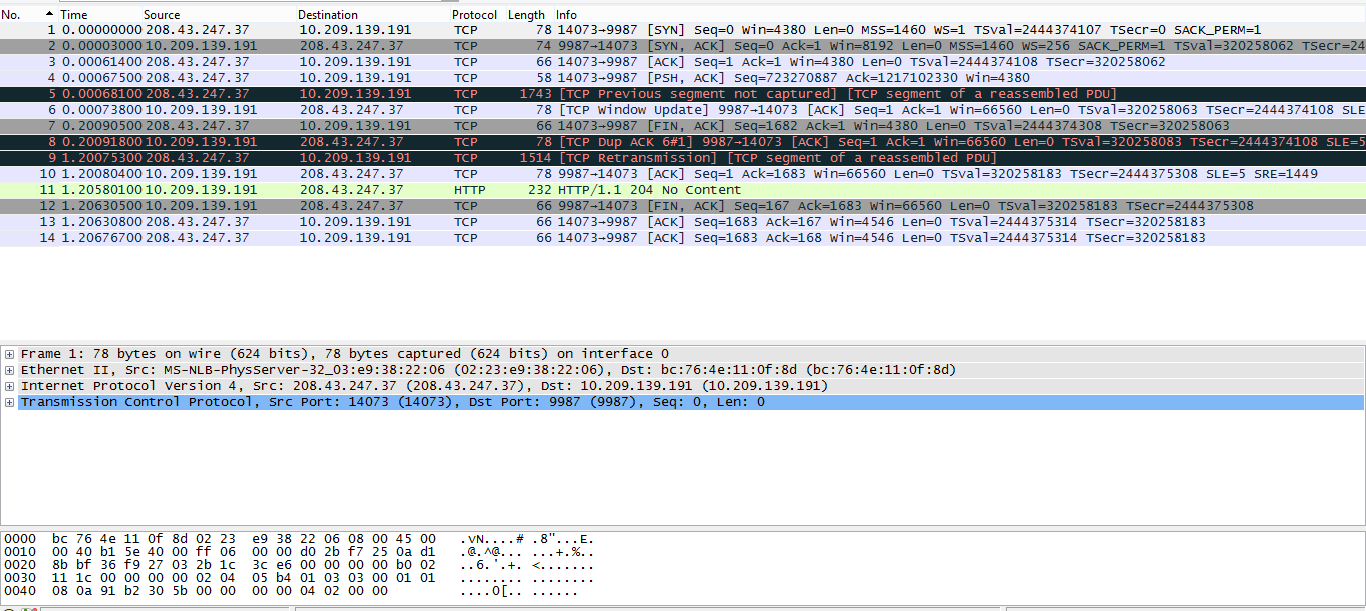 No. Time Source Destination Protocol Length Info
1 0.00000000 208.43.247.37 10.209.139.191 TCP 78 14073→9987 [SYN] Seq=0 Win=4380 Len=0 MSS=1460 WS=1 TSval=2444374107 TSecr=0 SACK_PERM=1
2 0.00003000 10.209.139.191 208.43.247.37 TCP 74 9987→14073 [SYN, ACK] Seq=0 Ack=1 Win=8192 Len=0 MSS=1460 WS=256 SACK_PERM=1 TSval=320258062 TSecr=24
3 0.00061400 208.43.247.37 10.209.139.191 TCP 66 14073→9987 [ACK] Seq=1 Ack=1 Win=4380 Len=0 TSval=2444374108 TSecr=320258062
4 0.00067500 208.43.247.37 10.209.139.191 TCP 58 14073→9987 [PSH, ACK] Seq=723270887 Ack=1217102330 Win=4380
5 0.00068100 208.43.247.37 10.209.139.191 TCP 1743 [TCP Previous segment not captured] [TCP segment of a reassembled PDU]
6 0.00073800 10.209.139.191 208.43.247.37 TCP 78 [TCP Window Update] 9987→14073 [ACK] Seq=1 Ack=1 Win=66560 Len=0 TSval=320258063 TSecr=2444374108 SLE
7 0.20090500 208.43.247.37 10.209.139.191 TCP 66 14073→9987 [FIN, ACK] Seq=1682 Ack=1 Win=4380 Len=0 TSval=2444374308 TSecr=320258063
8 0.20091800 10.209.139.191 208.43.247.37 TCP 78 [TCP Dup ACK 6#1] 9987→14073 [ACK] Seq=1 Ack=1 Win=66560 Len=0 TSval=320258083 TSecr=2444374108 SLE=5
9 1.20075300 208.43.247.37 10.209.139.191 TCP 1514 [TCP Retransmission] [TCP segment of a reassembled PDU]
10 1.20080400 10.209.139.191 208.43.247.37 TCP 78 9987→14073 [ACK] Seq=1 Ack=1683 Win=66560 Len=0 TSval=320258183 TSecr=2444375308 SLE=5 SRE=1449
11 1.20580100 10.209.139.191 208.43.247.37 HTTP 232 HTTP/1.1 204 No Content
12 1.20630500 10.209.139.191 208.43.247.37 TCP 66 9987→14073 [FIN, ACK] Seq=167 Ack=1683 Win=66560 Len=0 TSval=320258183 TSecr=2444375308
13 1.20630800 208.43.247.37 10.209.139.191 TCP 66 14073→9987 [ACK] Seq=1683 Ack=167 Win=4546 Len=0 TSval=2444375314 TSecr=320258183
14 1.20676700 208.43.247.37 10.209.139.191 TCP 66 14073→9987 [ACK] Seq=1683 Ack=168 Win=4546 Len=0 TSval=2444375314 TSecr=320258183
Frame 1: 78 bytes on wire (624 bits), 78 bytes captured (624 bits) on interface 0
Ethernet II, Src: MS-NLB-PhysServer-32_03:e9:38:22:06 (02:23:e9:38:22:06), Dst: bc:76:4e:11:0f:8d (bc:76:4e:11:0f:8d)
Internet Protocol Version 4, Src: 208.43.247.37 (208.43.247.37), Dst: 10.209.139.191 (10.209.139.191)
Transmission Control Protocol, Src Port: 14073 (14073), Dst Port: 9987 (9987), Seq: 0, Len: 0
0000 bc 76 4e 11 0f 8d 02 23 e9 38 22 06 08 00 45 00 .vN....# .8"...E.
0010 00 40 b1 5e 40 00 ff 06 00 00 d0 2b f7 25 0a d1 .@.^@... ...+.%..
0020 8b bf 36 f9 27 03 2b 1c 3c e6 00 00 00 00 b0 02 ..6.'.+. <.......
0030 11 1c 00 00 00 00 02 04 05 b4 01 03 03 00 01 01 ........ ........
0040 08 0a 91 b2 30 5b 00 00 00 00 04 02 00 00 ....0[.. ......